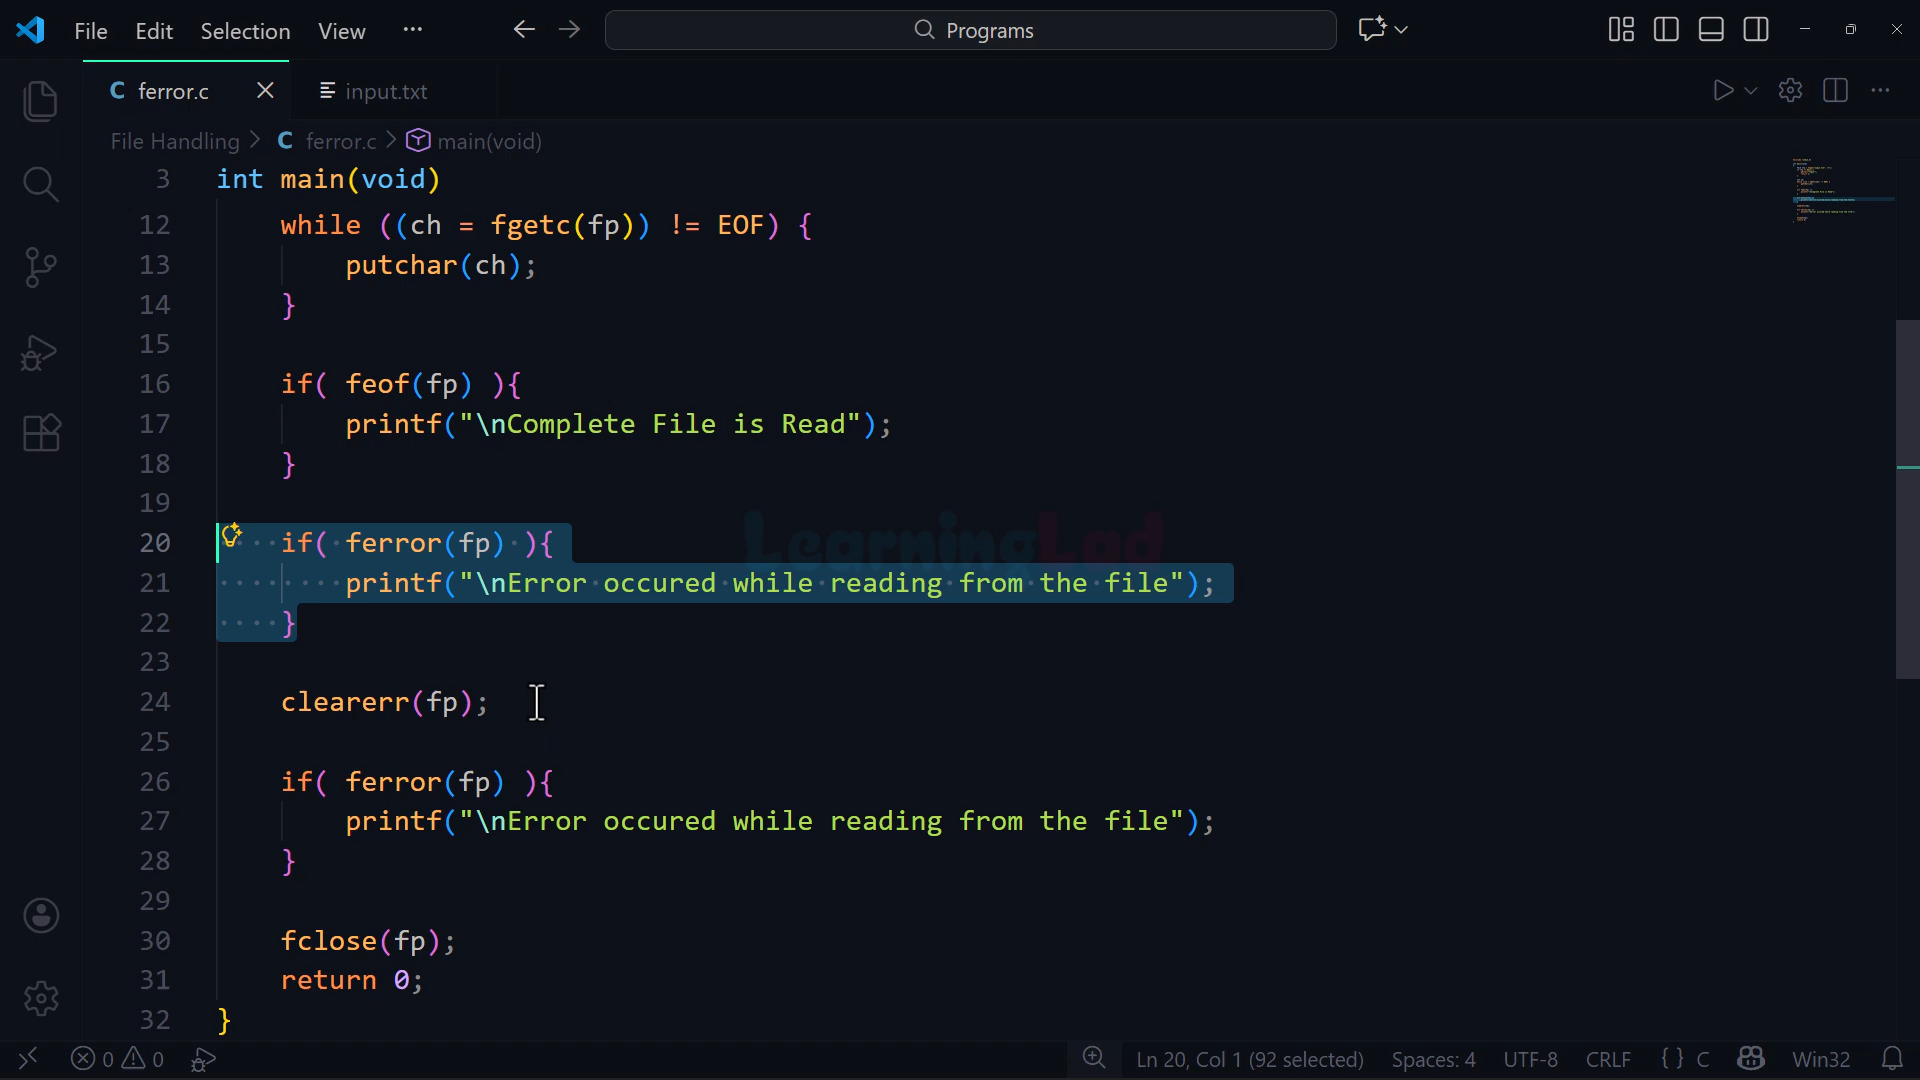 File Edit Selection View ... Programs
C ferror.c input.txt
File Handling > C ferror.c > main(void)
3 int main(void)
12 while ((ch = fgetc(fp)) != EOF) {
13 putchar(ch);
14 }
15
16 if( feof(fp) ){
17 printf("\nComplete File is Read");
18 }
19
20 if( ferror(fp) ){
LearningLad
21 printf("\nError occured while reading from the file");
22 }
23
24 clearerr(fp);
25
26 if( ferror(fp) ){
27 printf("\nError occured while reading from the file");
28 }
29
30 fclose(fp);
31 return 0;
32 }
0 0 Ln 20, Col 1 (92 selected) Spaces: 4 UTF-8 CRLF { } C Win32